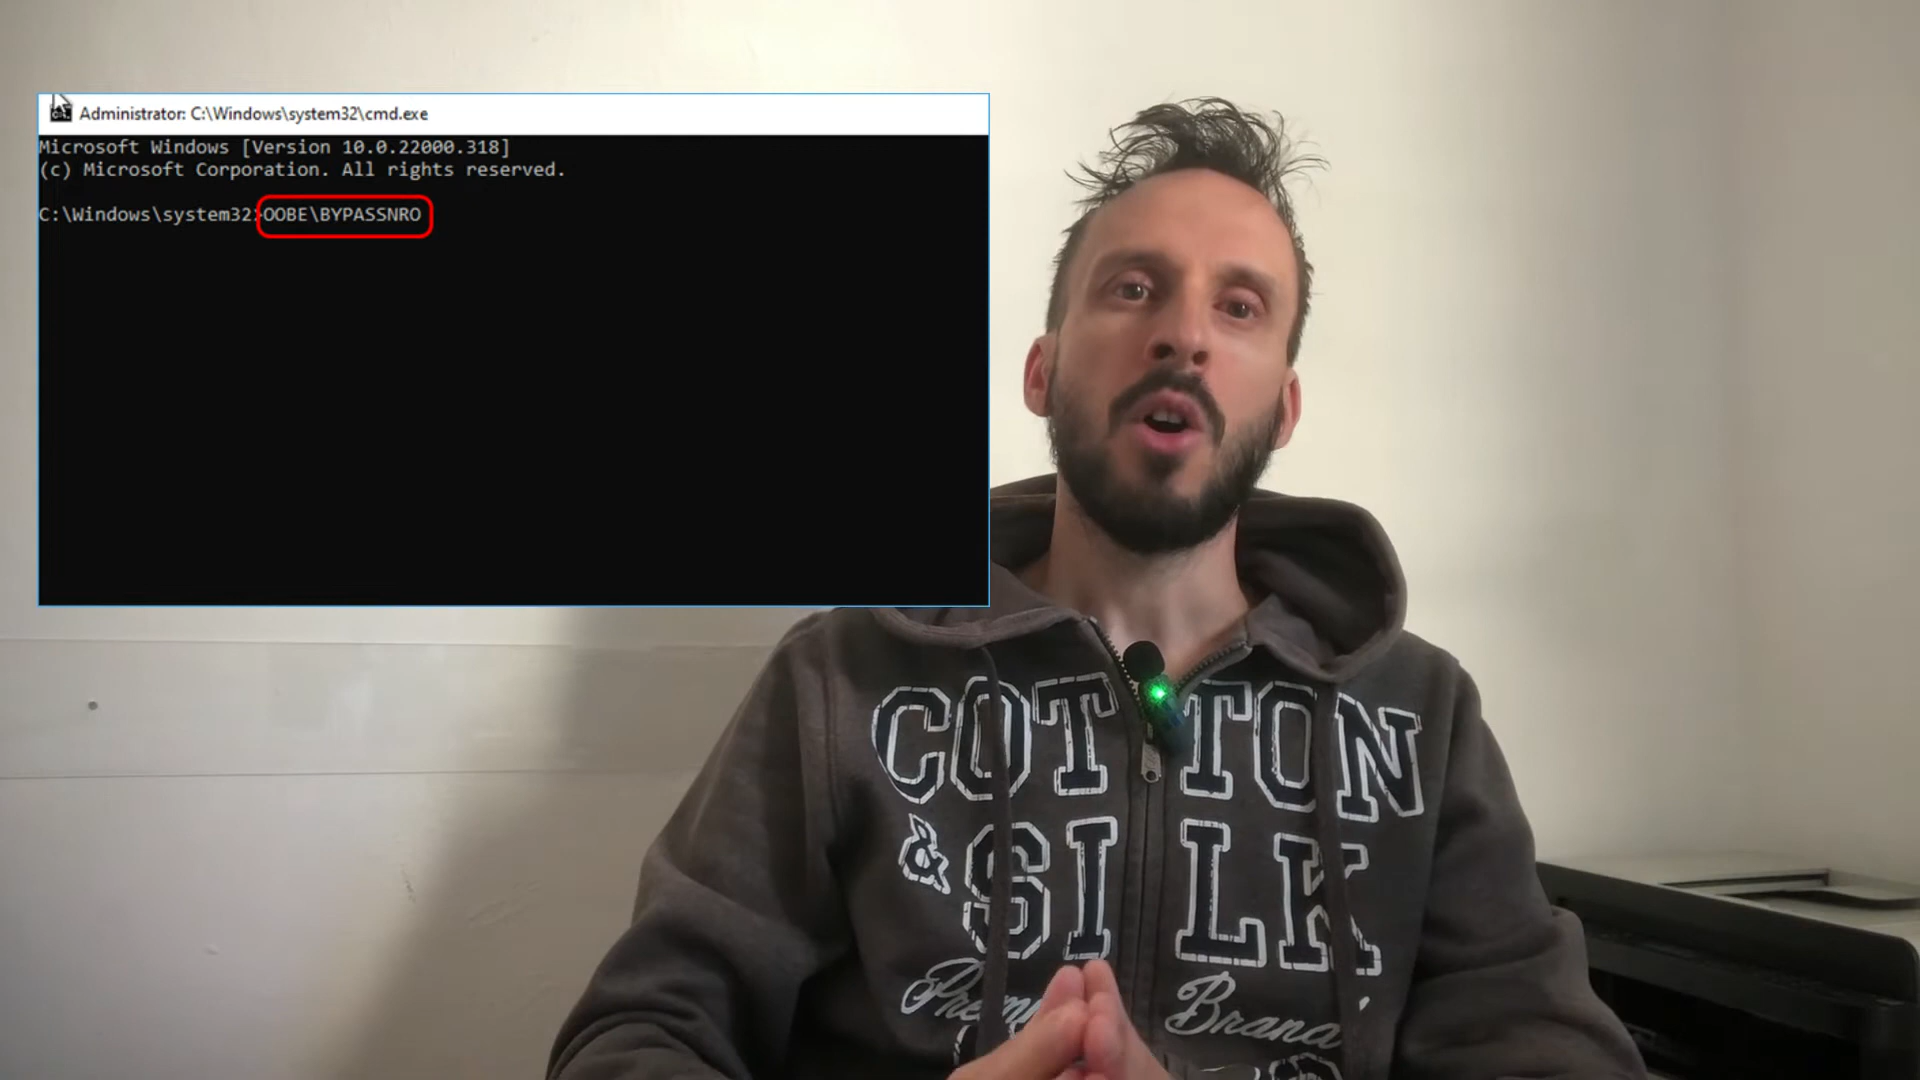 Administrator: C:\Windows\system32\cmd.exe
Microsoft Windows [Version 10.0.22000.318]
(c) Microsoft Corporation. All rights reserved.
C:\Windows\system32>OOBE\BYPASSNRO
COTTON
& SILK
Brand